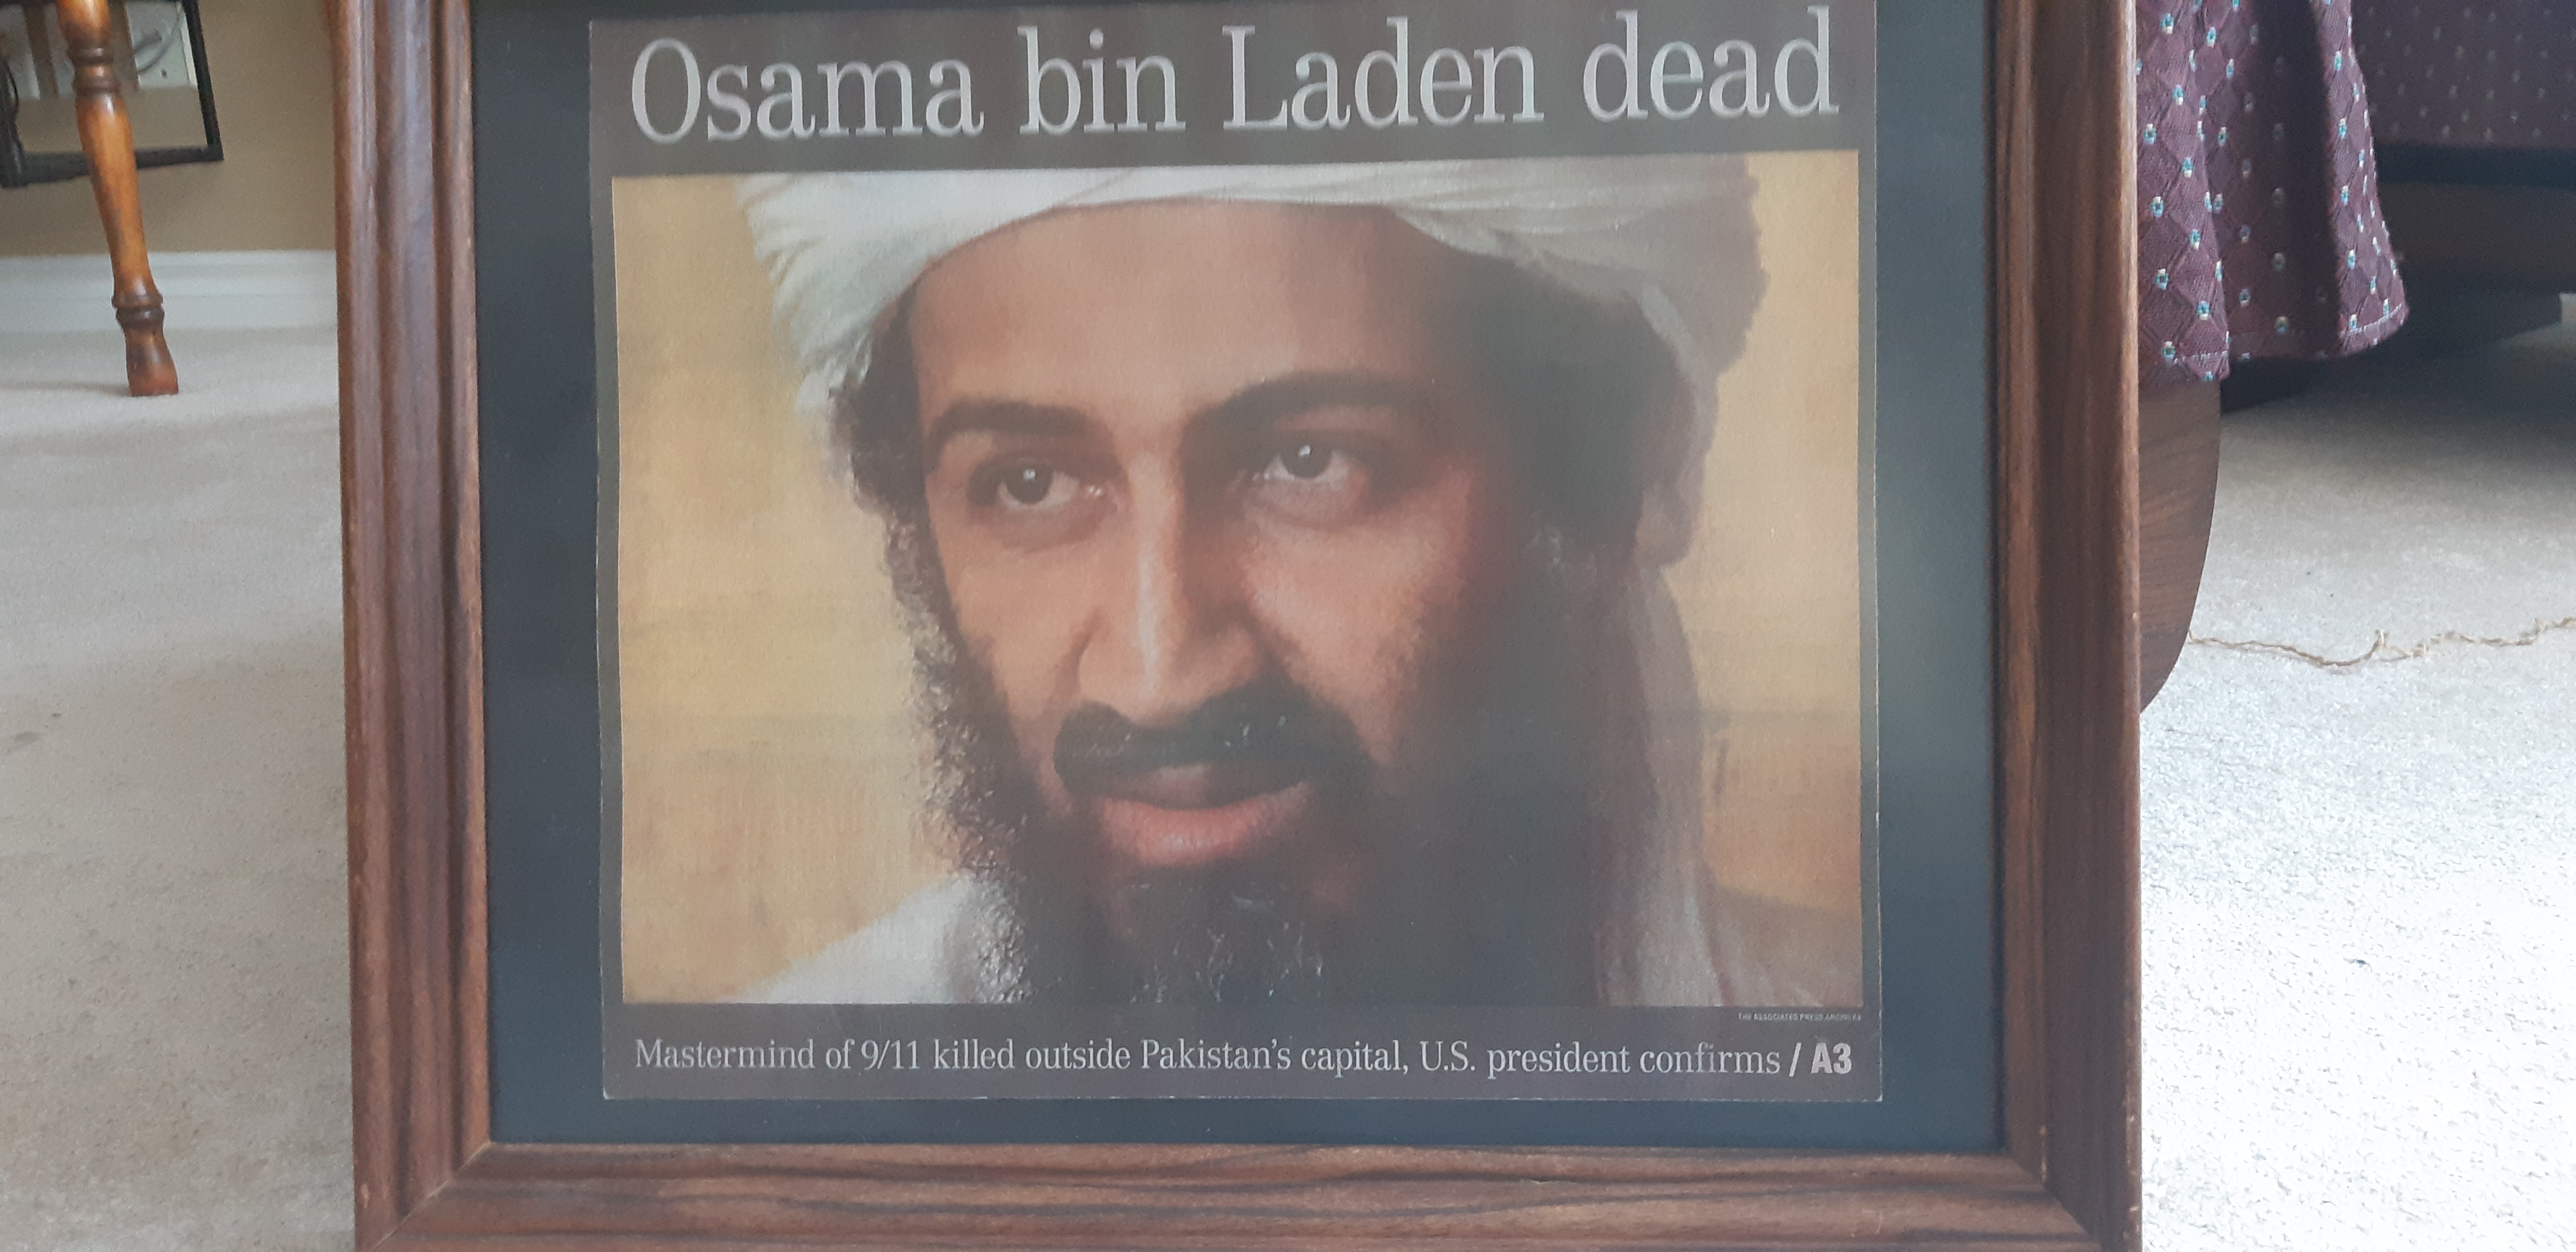 Osama bin Laden dead
THE ASSOCIATED PRESS ARCHIVES
Mastermind of 9/11 killed outside Pakistan’s capital, U.S. president confirms / A3